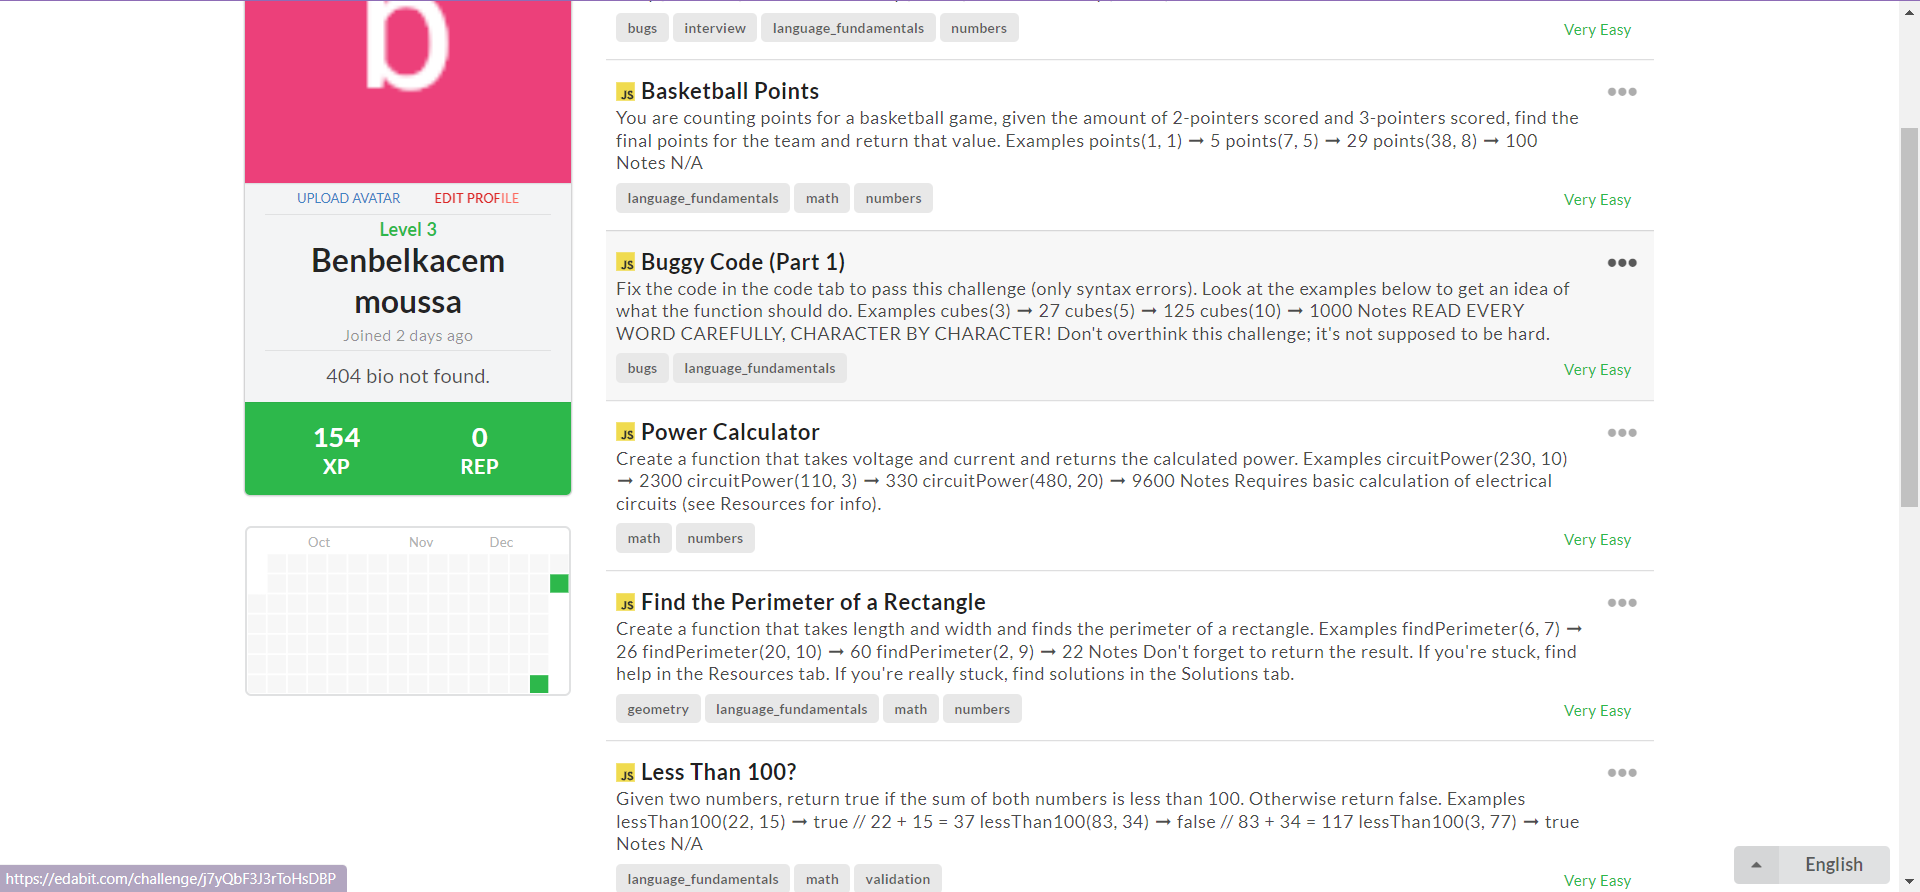 b
UPLOAD AVATAR
EDIT PROFILE
Level 3
Benbelkacem
moussa
Joined 2 days ago
404 bio not found.
154
XP
0
REP
Oct
Nov
Dec
bugs
interview
language_fundamentals
numbers
Very Easy
JS Basketball Points
You are counting points for a basketball game, given the amount of 2-pointers scored and 3-pointers scored, find the
final points for the team and return that value. Examples points(1, 1) ➞ 5 points(7, 5) ➞ 29 points(38, 8) ➞ 100
Notes N/A
language_fundamentals
math
numbers
Very Easy
JS Buggy Code (Part 1)
Fix the code in the code tab to pass this challenge (only syntax errors). Look at the examples below to get an idea of
what the function should do. Examples cubes(3) ➞ 27 cubes(5) ➞ 125 cubes(10) ➞ 1000 Notes READ EVERY
WORD CAREFULLY, CHARACTER BY CHARACTER! Don't overthink this challenge; it's not supposed to be hard.
bugs
language_fundamentals
Very Easy
JS Power Calculator
Create a function that takes voltage and current and returns the calculated power. Examples circuitPower(230, 10)
➞ 2300 circuitPower(110, 3) ➞ 330 circuitPower(480, 20) ➞ 9600 Notes Requires basic calculation of electrical
circuits (see Resources for info).
math
numbers
Very Easy
JS Find the Perimeter of a Rectangle
Create a function that takes length and width and finds the perimeter of a rectangle. Examples findPerimeter(6, 7) ➞
26 findPerimeter(20, 10) ➞ 60 findPerimeter(2, 9) ➞ 22 Notes Don't forget to return the result. If you're stuck, find
help in the Resources tab. If you're really stuck, find solutions in the Solutions tab.
geometry
language_fundamentals
math
numbers
Very Easy
JS Less Than 100?
Given two numbers, return true if the sum of both numbers is less than 100. Otherwise return false. Examples
lessThan100(22, 15) ➞ true // 22 + 15 = 37 lessThan100(83, 34) ➞ false // 83 + 34 = 117 lessThan100(3, 77) ➞ true
Notes N/A
language_fundamentals
math
validation
Very Easy
English
https://edabit.com/challenge/j7yQbF3J3rToHsDBP